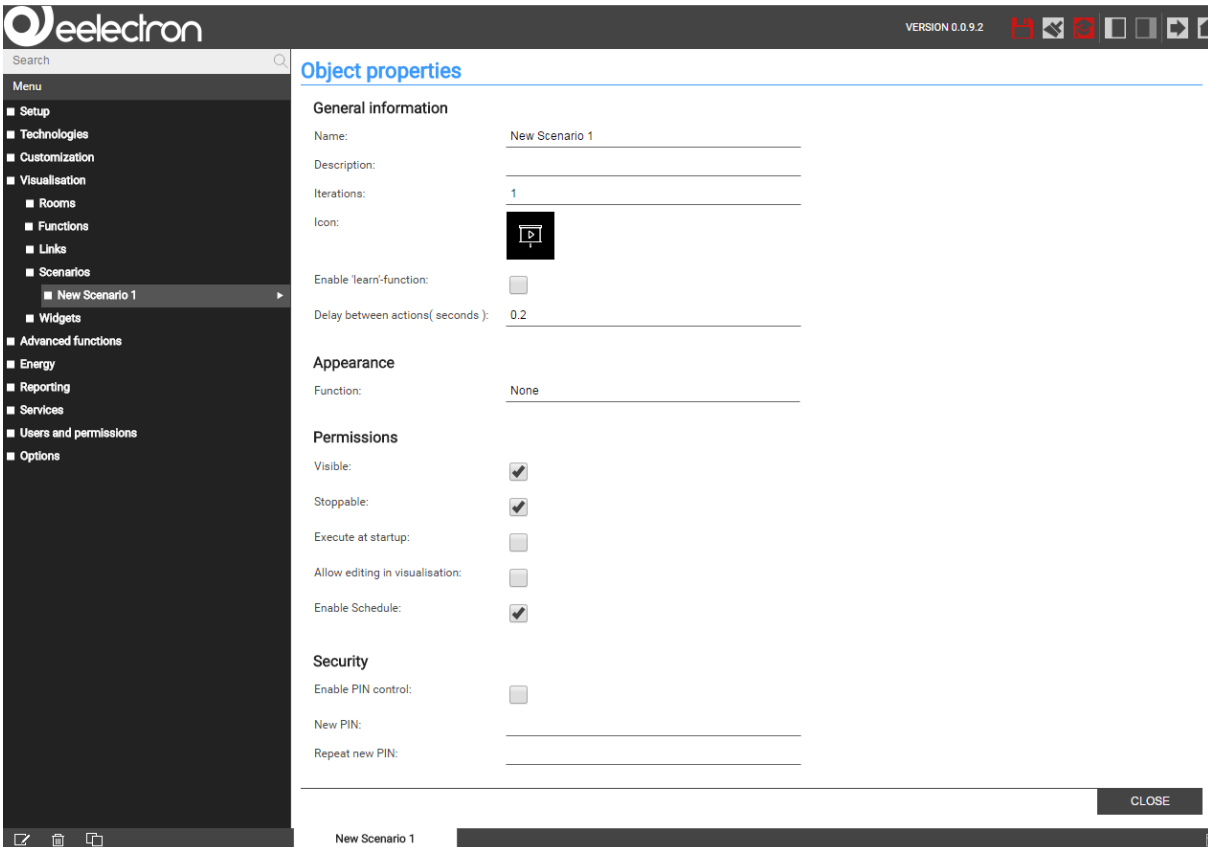 eelectron
VERSION 0.0.9.2
Search
Menu
Setup
Technologies
Customization
Visualisation
Rooms
Functions
Links
Scenarios
New Scenario 1
Widgets
Advanced functions
Energy
Reporting
Services
Users and permissions
Options
Object properties
General information
Name: New Scenario 1
Description:
Iterations: 1
Icon:
Enable 'learn'-function:
Delay between actions( seconds ): 0.2
Appearance
Function: None
Permissions
Visible:
Stoppable:
Execute at startup:
Allow editing in visualisation:
Enable Schedule:
Security
Enable PIN control:
New PIN:
Repeat new PIN:
CLOSE
New Scenario 1